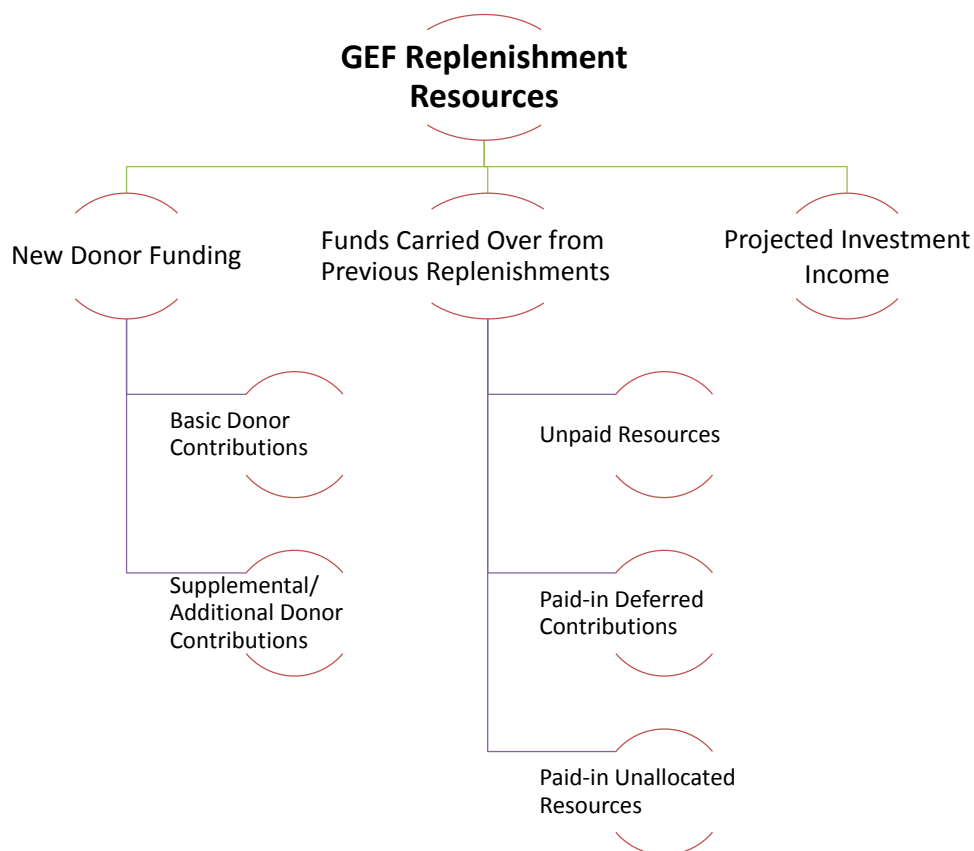 GEF Replenishment
Resources
New Donor Funding
Funds Carried Over from
Previous Replenishments
Projected Investment
Income
Basic Donor
Contributions
Supplemental/
Additional Donor
Contributions
Unpaid Resources
Paid-in Deferred
Contributions
Paid-in Unallocated
Resources